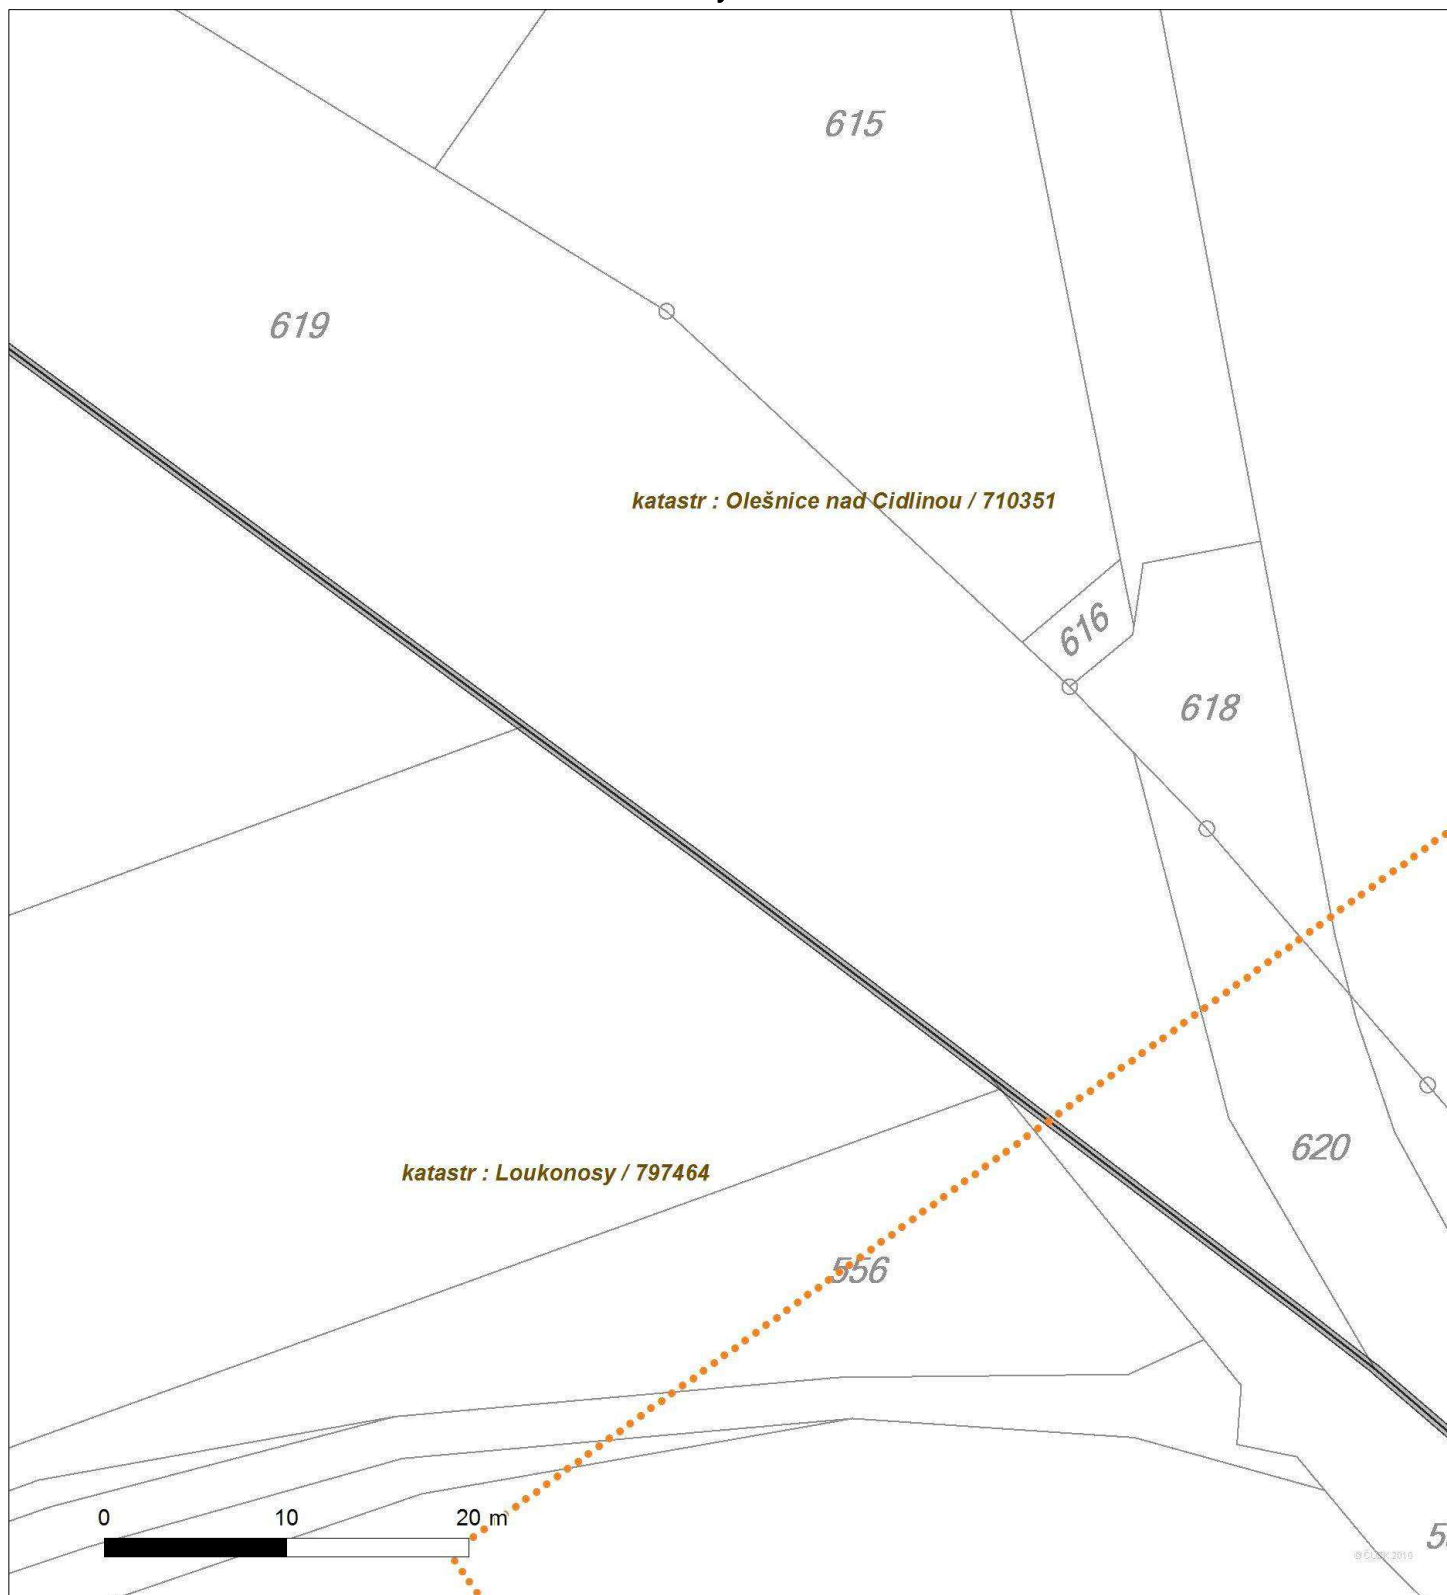 615
619
katastr : Olešnice nad Cidlinou / 710351
616
618
620
katastr : Loukonosy / 797464
556
0 10 20 m